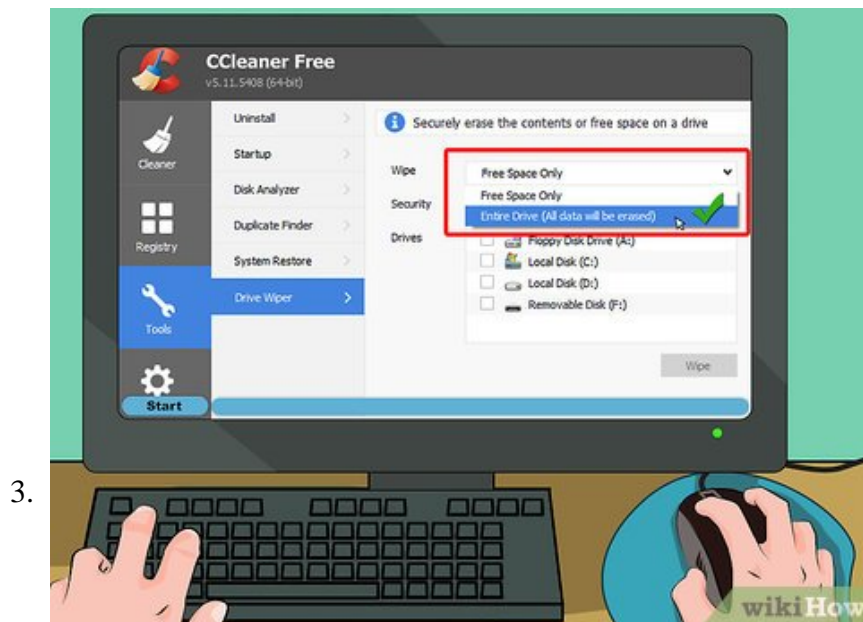 CCleaner Free
v5.11.5408 (64-bit)
Cleaner
Registry
Tools
Start
Uninstall
Startup
Disk Analyzer
Duplicate Finder
System Restore
Drive Wiper
Securely erase the contents or free space on a drive
Wipe
Free Space Only
Free Space Only
Security
Entire Drive (All data will be erased)
Drives
Floppy Disk Drive (A:)
Local Disk (C:)
Local Disk (D:)
Removable Disk (F:)
Wipe
3.
wikiHow